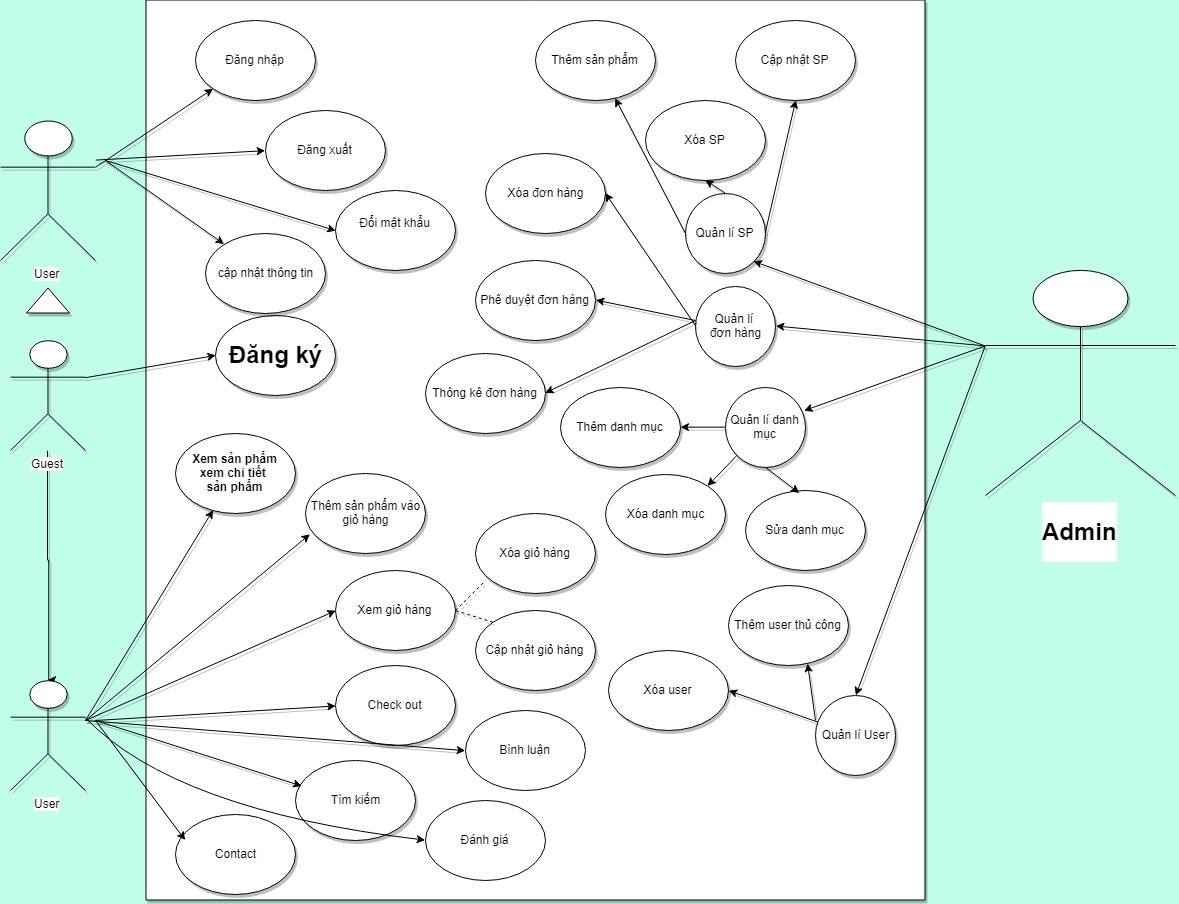 Đăng nhập
Thêm sản phẩm
Cập nhật SP
Xóa SP
Đăng xuất
Xóa đơn hàng
Đổi mật khẩu
Quản lí SP
cập nhật thông tin
User
Phê duyệt đơn hàng
Quản lí
đơn hàng
Đăng ký
Thông kê đơn hàng
Quản lí danh
mục
Thêm danh mục
Guest
Xem sản phẩm
xem chi tiết
sản phẩm
Thêm sản phẩm vào
giỏ hàng
Xóa danh mục
Sửa danh mục
Admin
Xóa giỏ hàng
Xem giỏ hàng
Thêm user thủ công
Cập nhật giỏ hàng
Xóa user
Check out
Quản lí User
Bình luận
Tìm kiếm
User
Đánh giá
Contact